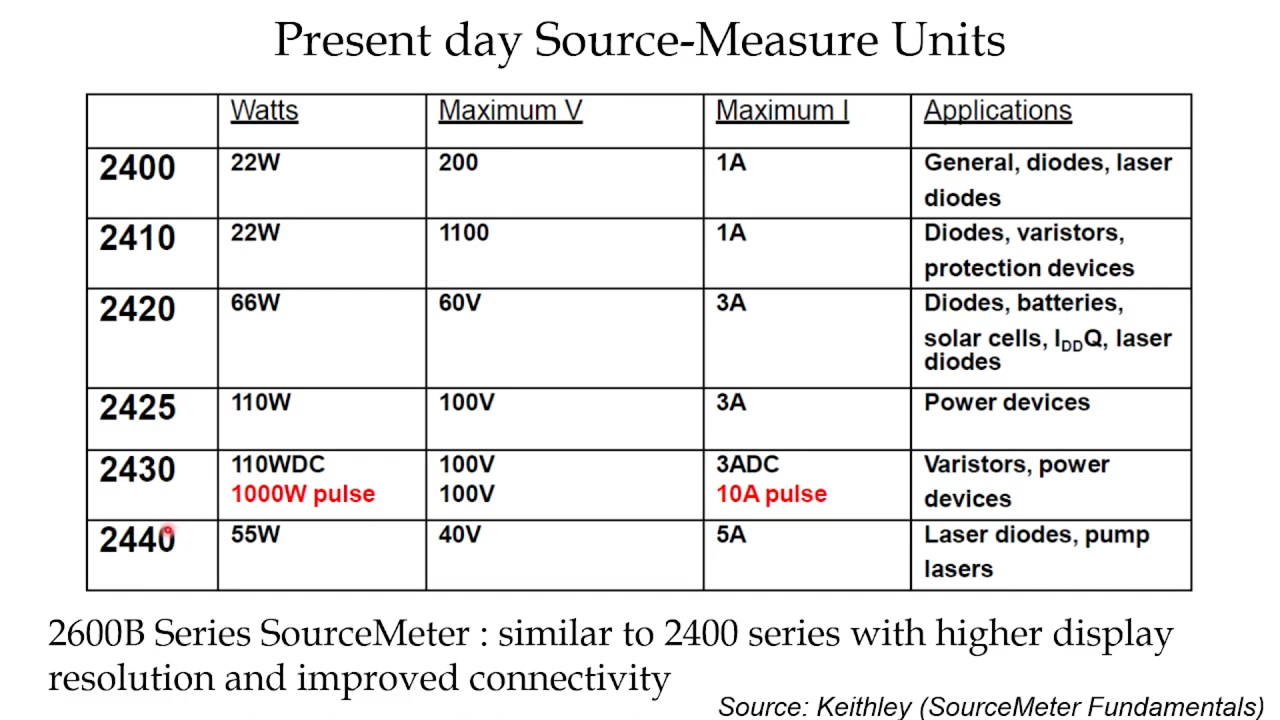 Present day Source-Measure Units
Watts Maximum V Maximum I Applications
2400 22W 200 1A General, diodes, laser
diodes
2410 22W 1100 1A Diodes, varistors,
protection devices
2420 66W 60V 3A Diodes, batteries,
solar cells, IDDQ, laser
diodes
2425 110W 100V 3A Power devices
2430 110WDC 100V 3ADC Varistors, power
1000W pulse 100V 10A pulse devices
2440 55W 40V 5A Laser diodes, pump
lasers
2600B Series SourceMeter : similar to 2400 series with higher display
resolution and improved connectivity
Source: Keithley (SourceMeter Fundamentals)